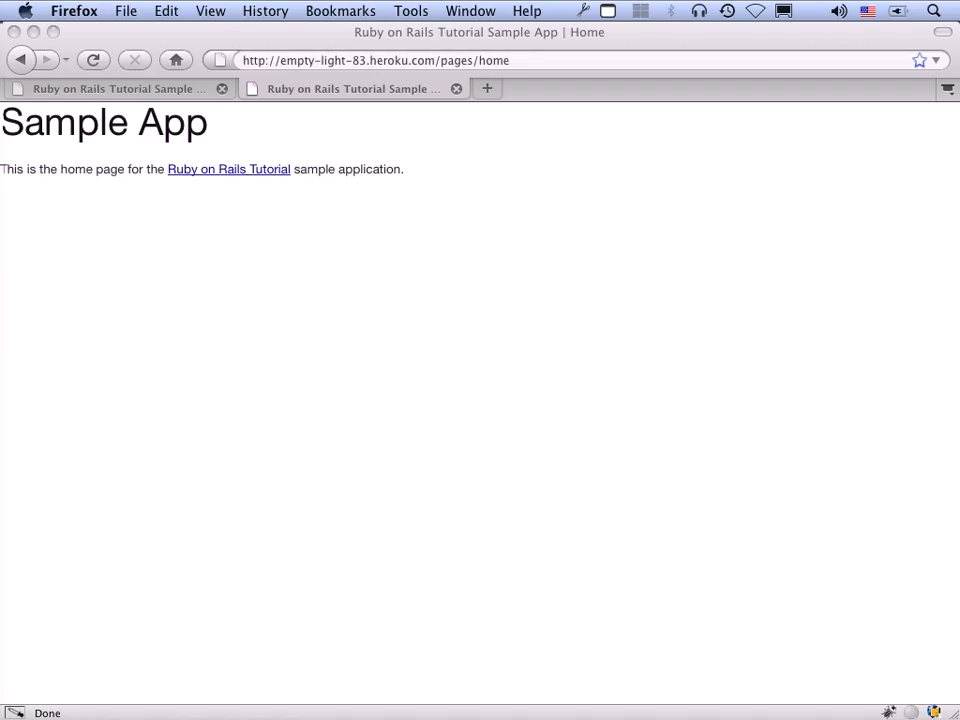 Firefox File Edit View History Bookmarks Tools Window Help
Ruby on Rails Tutorial Sample App | Home
http://empty-light-83.heroku.com/pages/home
Ruby on Rails Tutorial Sample ... Ruby on Rails Tutorial Sample ...
Sample App
This is the home page for the Ruby on Rails Tutorial sample application.
Done